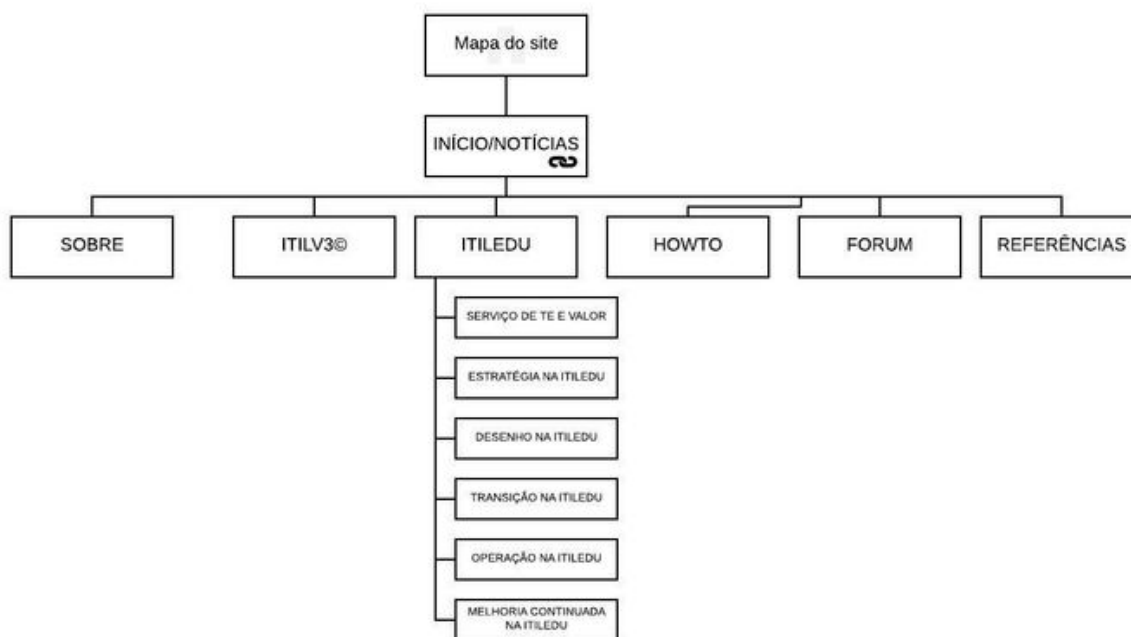 Mapa do site
INÍCIO/NOTÍCIAS
SOBRE
ITILV3©
ITILEDU
HOWTO
FORUM
REFERÊNCIAS
SERVIÇO DE TE E VALOR
ESTRATÉGIA NA ITILEDU
DESENHO NA ITILEDU
TRANSIÇÃO NA ITILEDU
OPERAÇÃO NA ITILEDU
MELHORIA CONTINUADA
NA ITILEDU